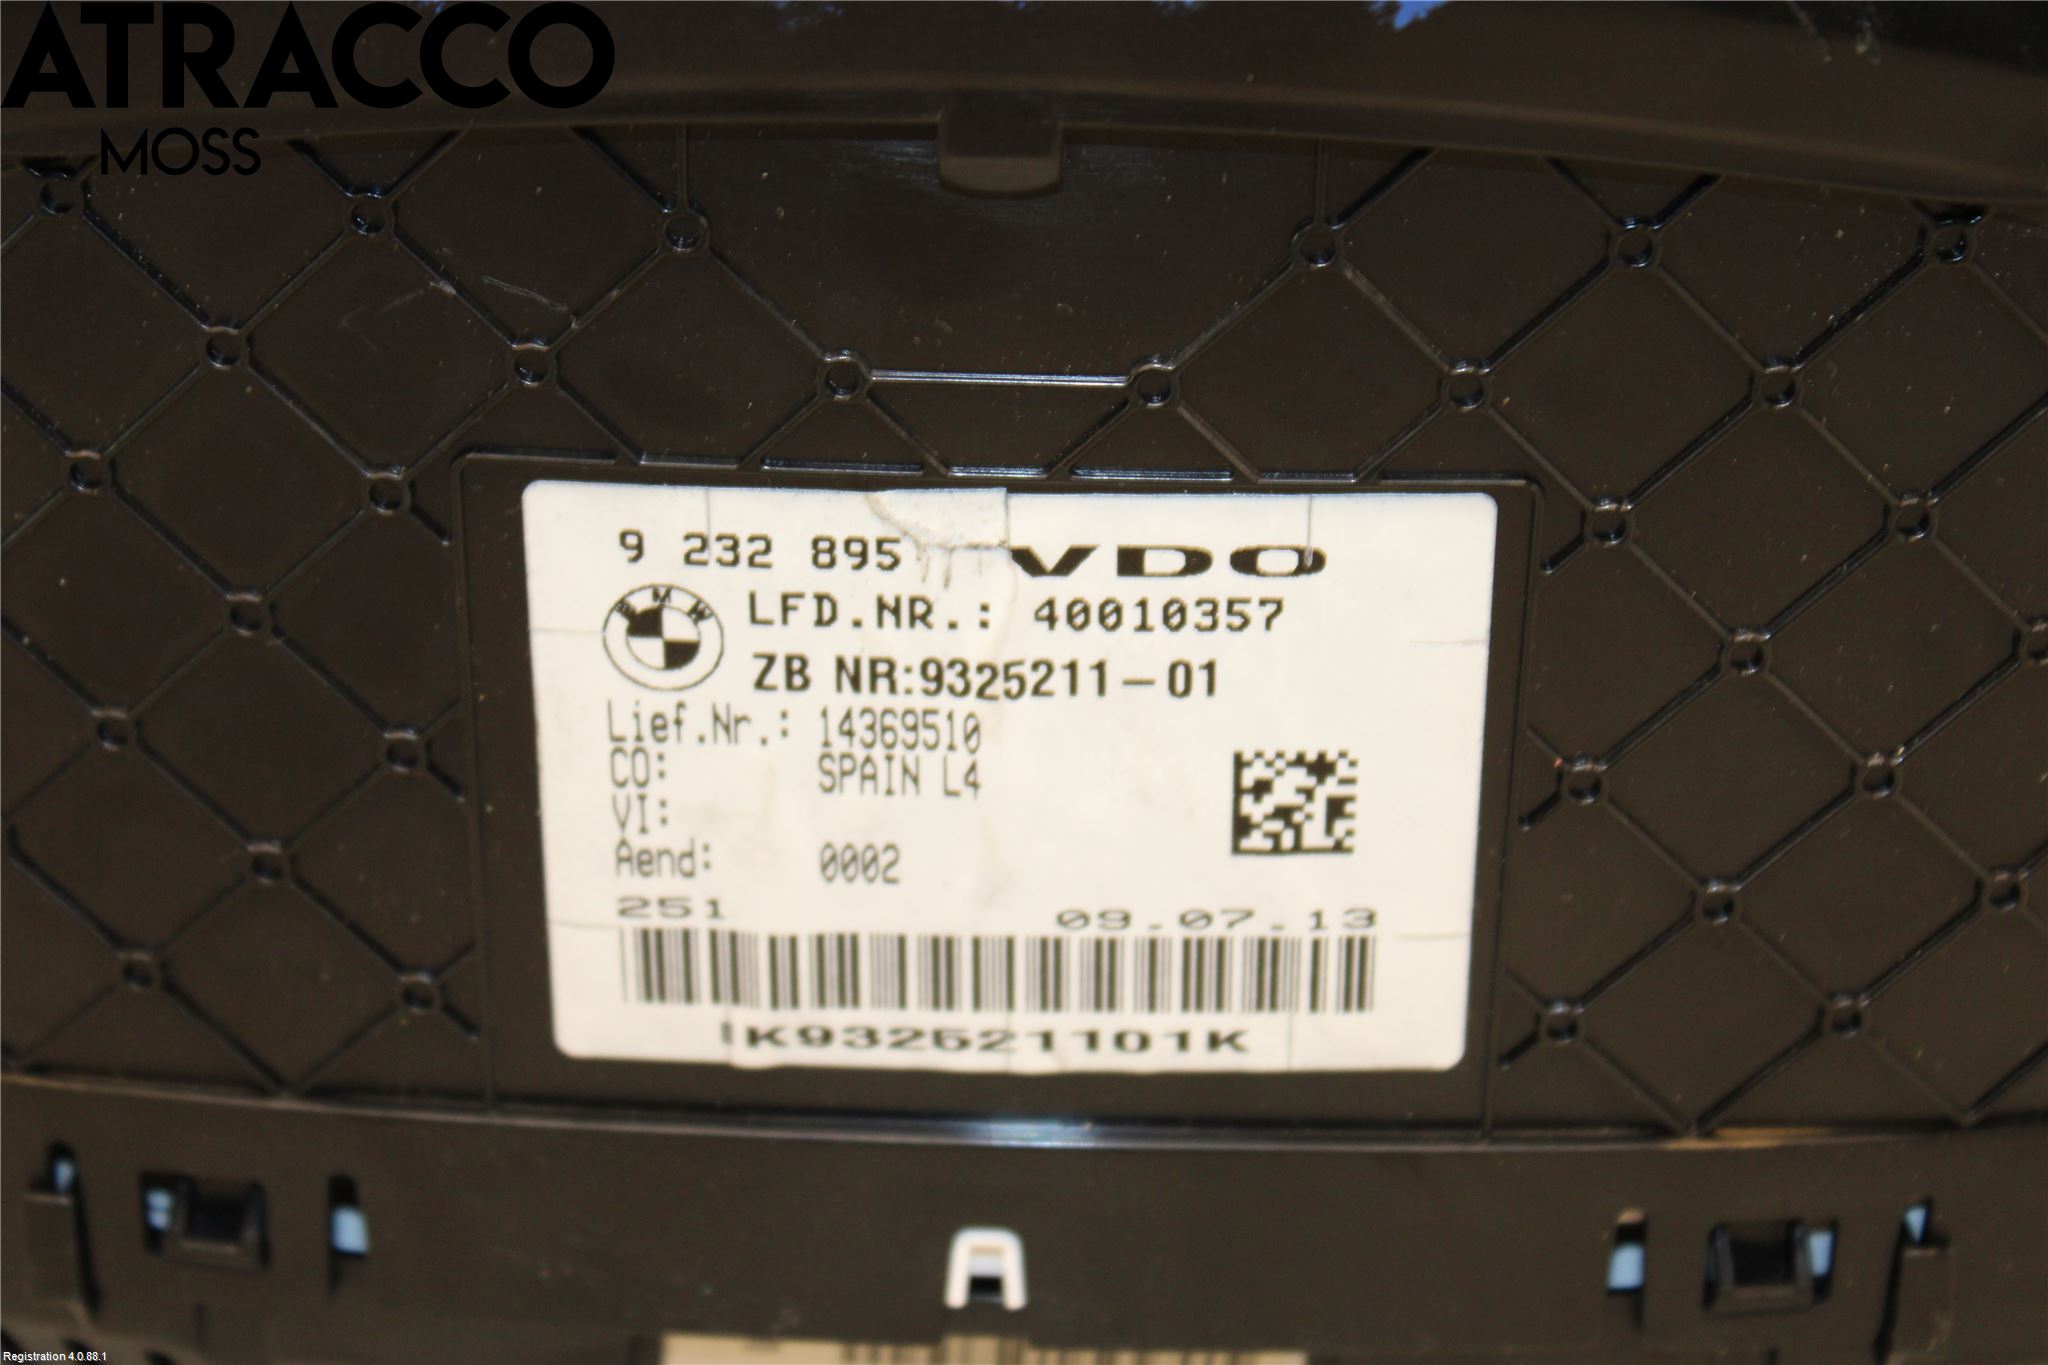 ATRACCO
MOSS
9 232 895 VDO
BMW
LFD.NR.: 40010357
ZB NR:9325211-01
Lief.Nr.: 14369510
CO: SPAIN L4
VI:
Aend: 0002
251 09.07.13
K932521101K
Registration 4.0.88.1